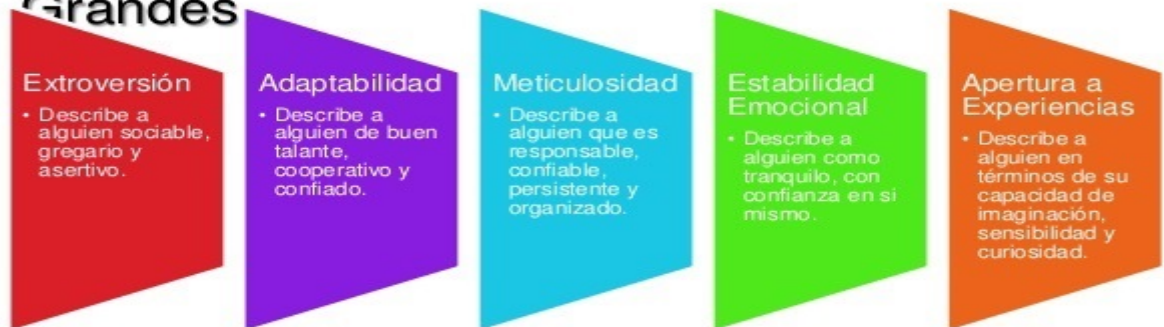 Grandes
Extroversión
• Describe a
alguien sociable,
gregario y
asertivo.
Adaptabilidad
• Describe a
alguien de buen
talante,
cooperativo y
confiado.
Meticulosidad
• Describe a
alguien que es
responsable,
confiable,
persistente y
organizado.
Estabilidad
Emocional
• Describe a
alguien como
tranquilo, con
confianza en si
mismo.
Apertura a
Experiencias
• Describe a
alguien en
términos de su
capacidad de
imaginación,
sensibilidad y
curiosidad.